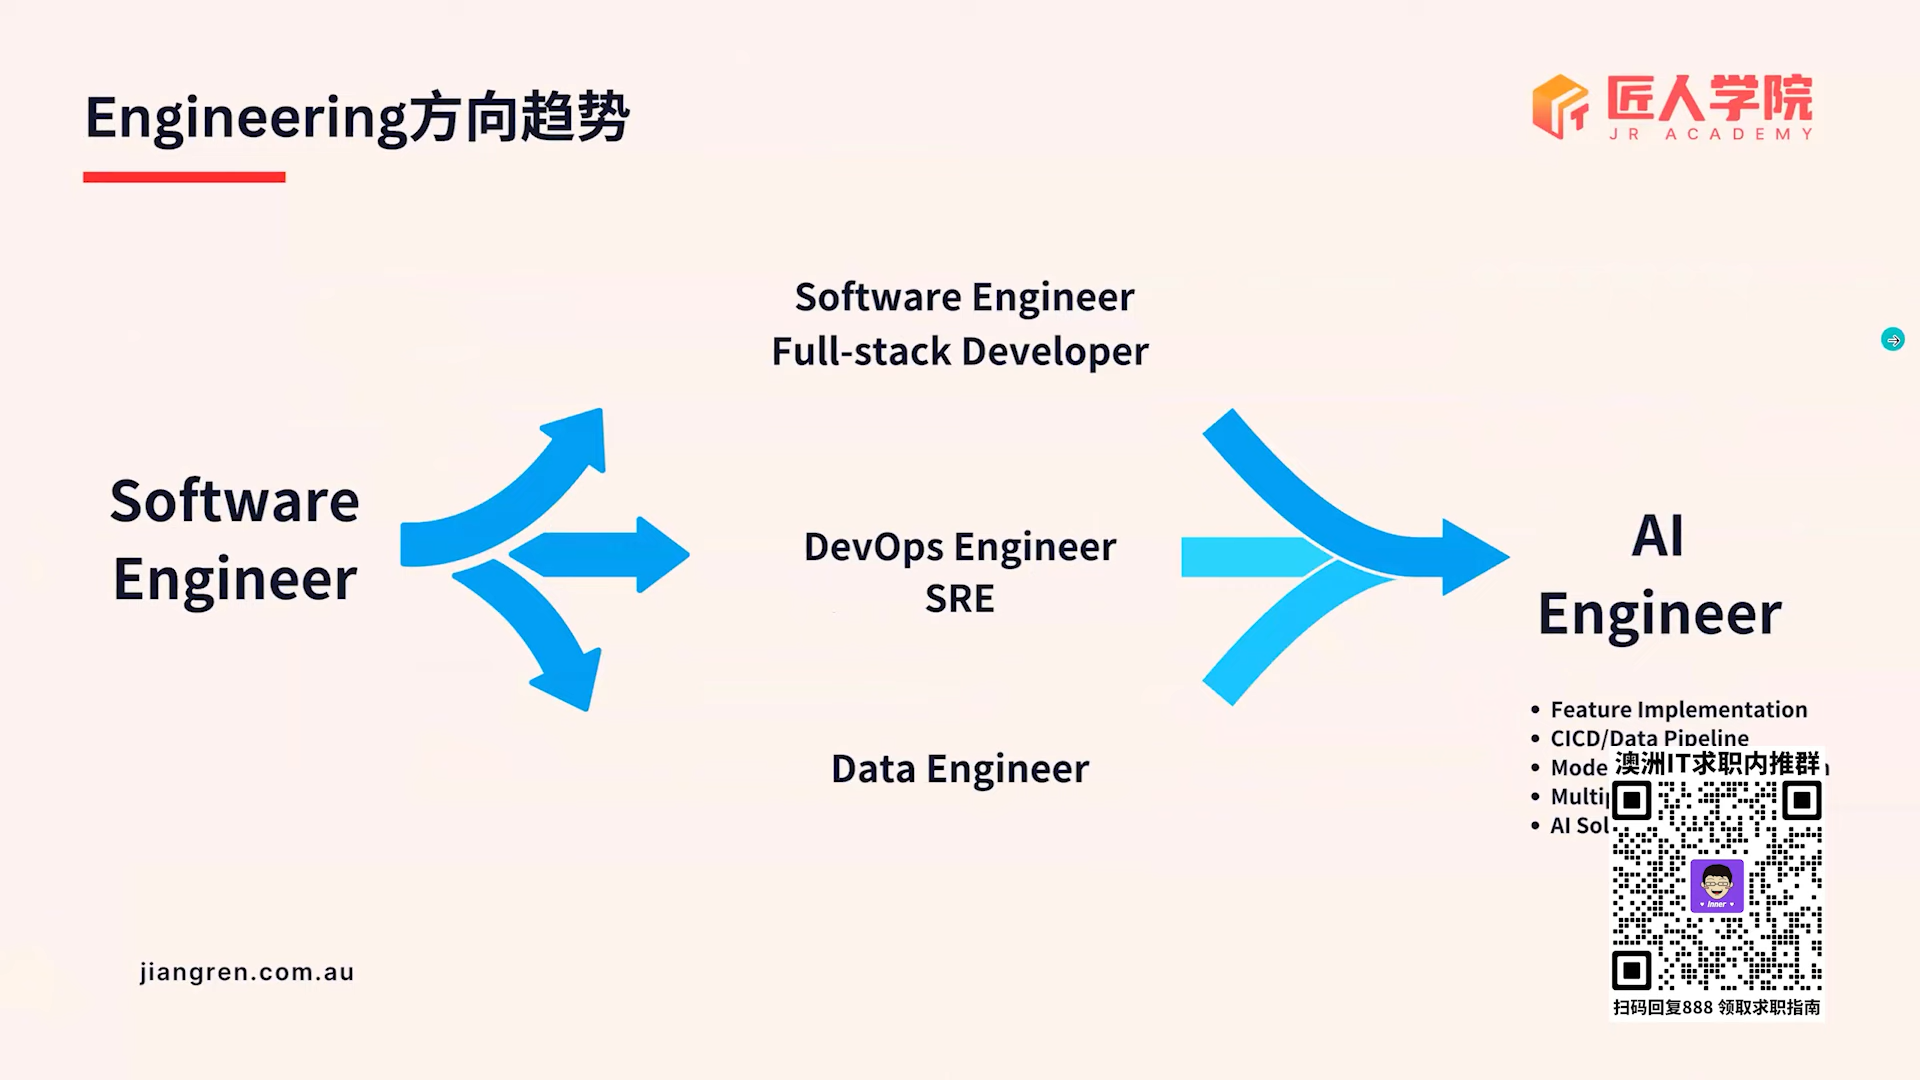 Engineering方向趋势
匠人学院
JR ACADEMY
Software Engineer
Full-stack Developer
Software
Engineer
DevOps Engineer
SRE
Data Engineer
AI
Engineer
• Feature Implementation
• CICD/Data Pipeline
•
•
• AI
澳洲IT求职内推群
Inner
扫码回复888 领取求职指南
jiangren.com.au